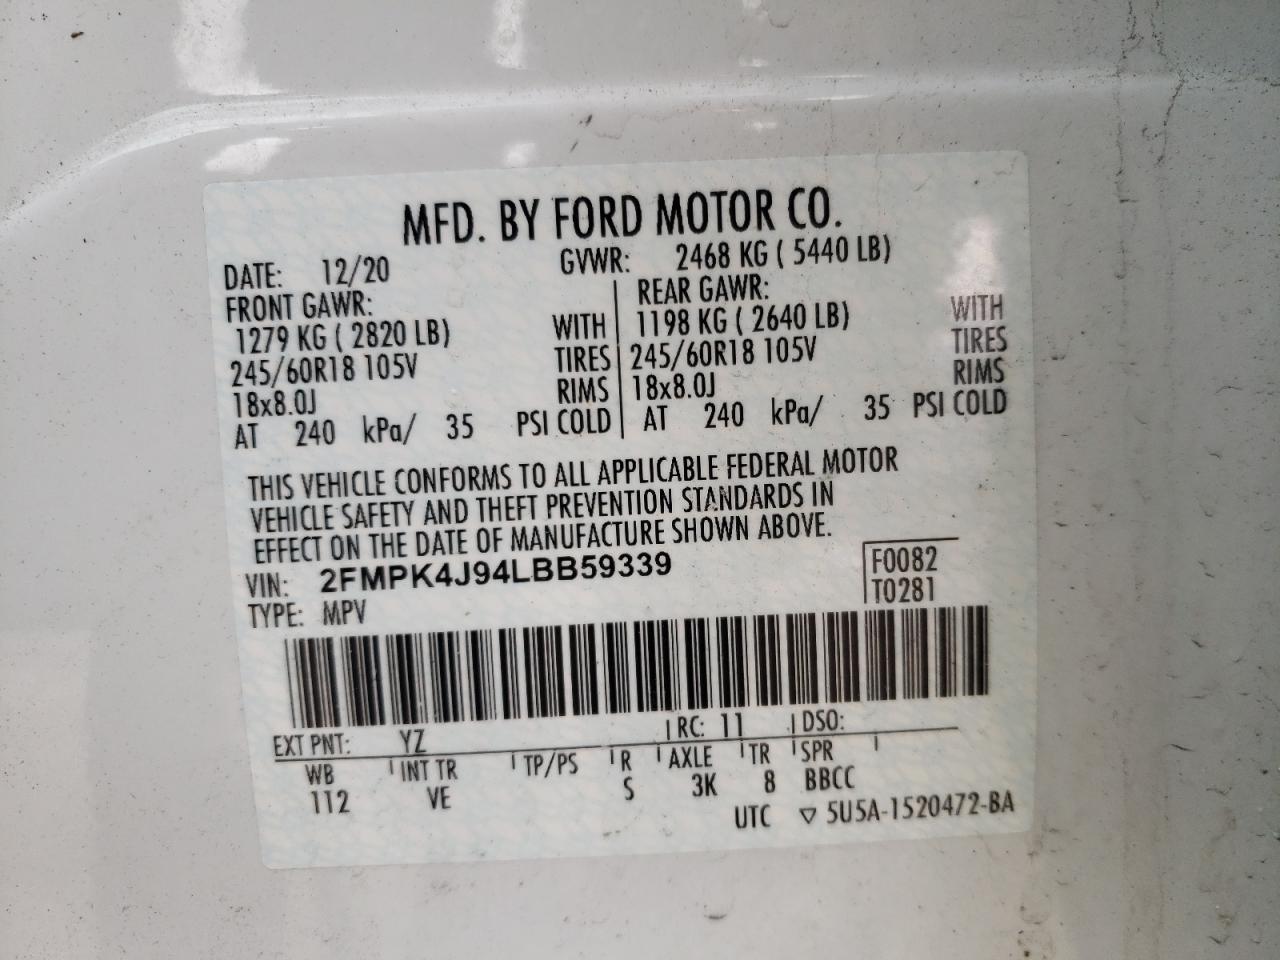 MFD. BY FORD MOTOR CO.
DATE: 12/20 GVWR: 2468 KG ( 5440 LB)
FRONT GAWR: REAR GAWR:
1279 KG ( 2820 LB) WITH 1198 KG ( 2640 LB) WITH
245/60R18 105V TIRES 245/60R18 105V TIRES
18x8.0J RIMS 18x8.0J RIMS
AT 240 kPa/ 35 PSI COLD AT 240 kPa/ 35 PSI COLD
THIS VEHICLE CONFORMS TO ALL APPLICABLE FEDERAL MOTOR
VEHICLE SAFETY AND THEFT PREVENTION STANDARDS IN
EFFECT ON THE DATE OF MANUFACTURE SHOWN ABOVE.
VIN: 2FMPK4J94LBB59339 F0082
TYPE: MPV T0281
EXT PNT: YZ RC: 11 DSO:
WB INT TR TP/PS R AXLE TR SPR
112 VE S 3K 8 BBCC
UTC ▽ 5U5A-1520472-BA